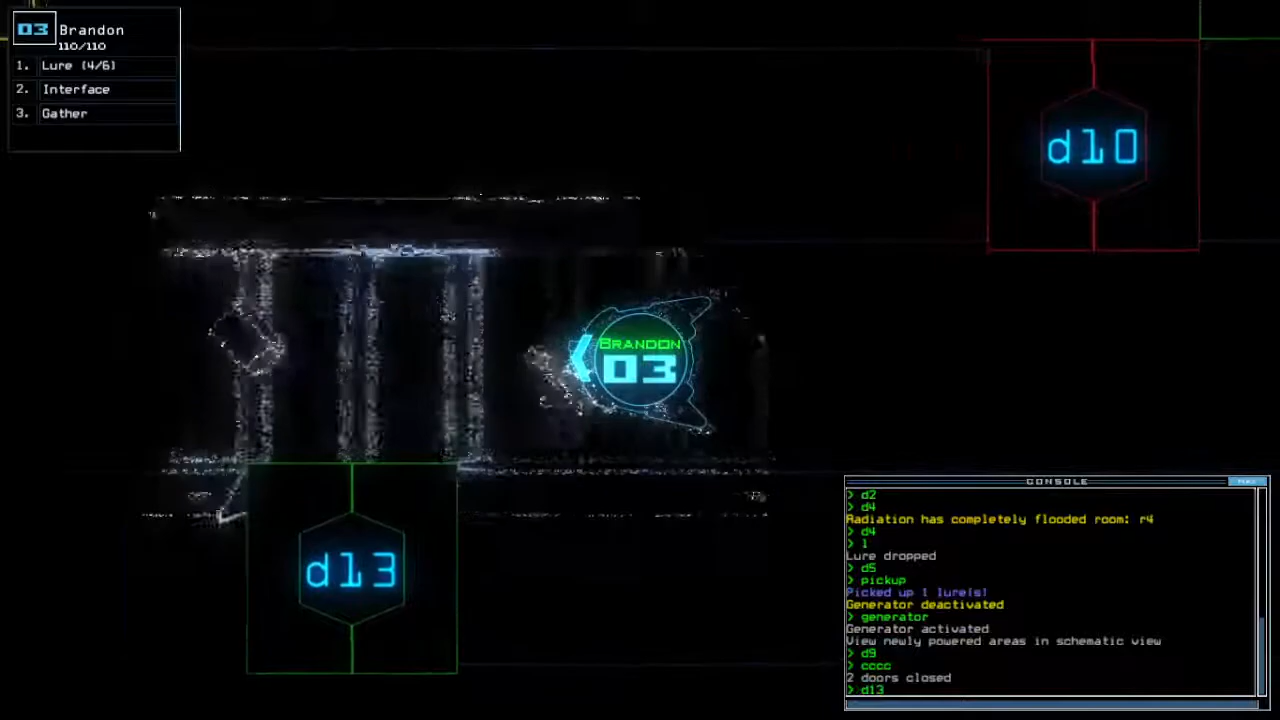 03 Brandon
110/110
1. Lure (4/6)
2. Interface
3. Gather
d10
BRANDON
03
d13
CONSOLE
> d2
> d4
Radiation has completely flooded room: r4
> d4
> l
Lure dropped
> d5
> pickup
Picked up 1 lure(s)
Generator deactivated
> generator
Generator activated
View newly powered areas in schematic view
> d9
> cccc
2 doors closed
> d13